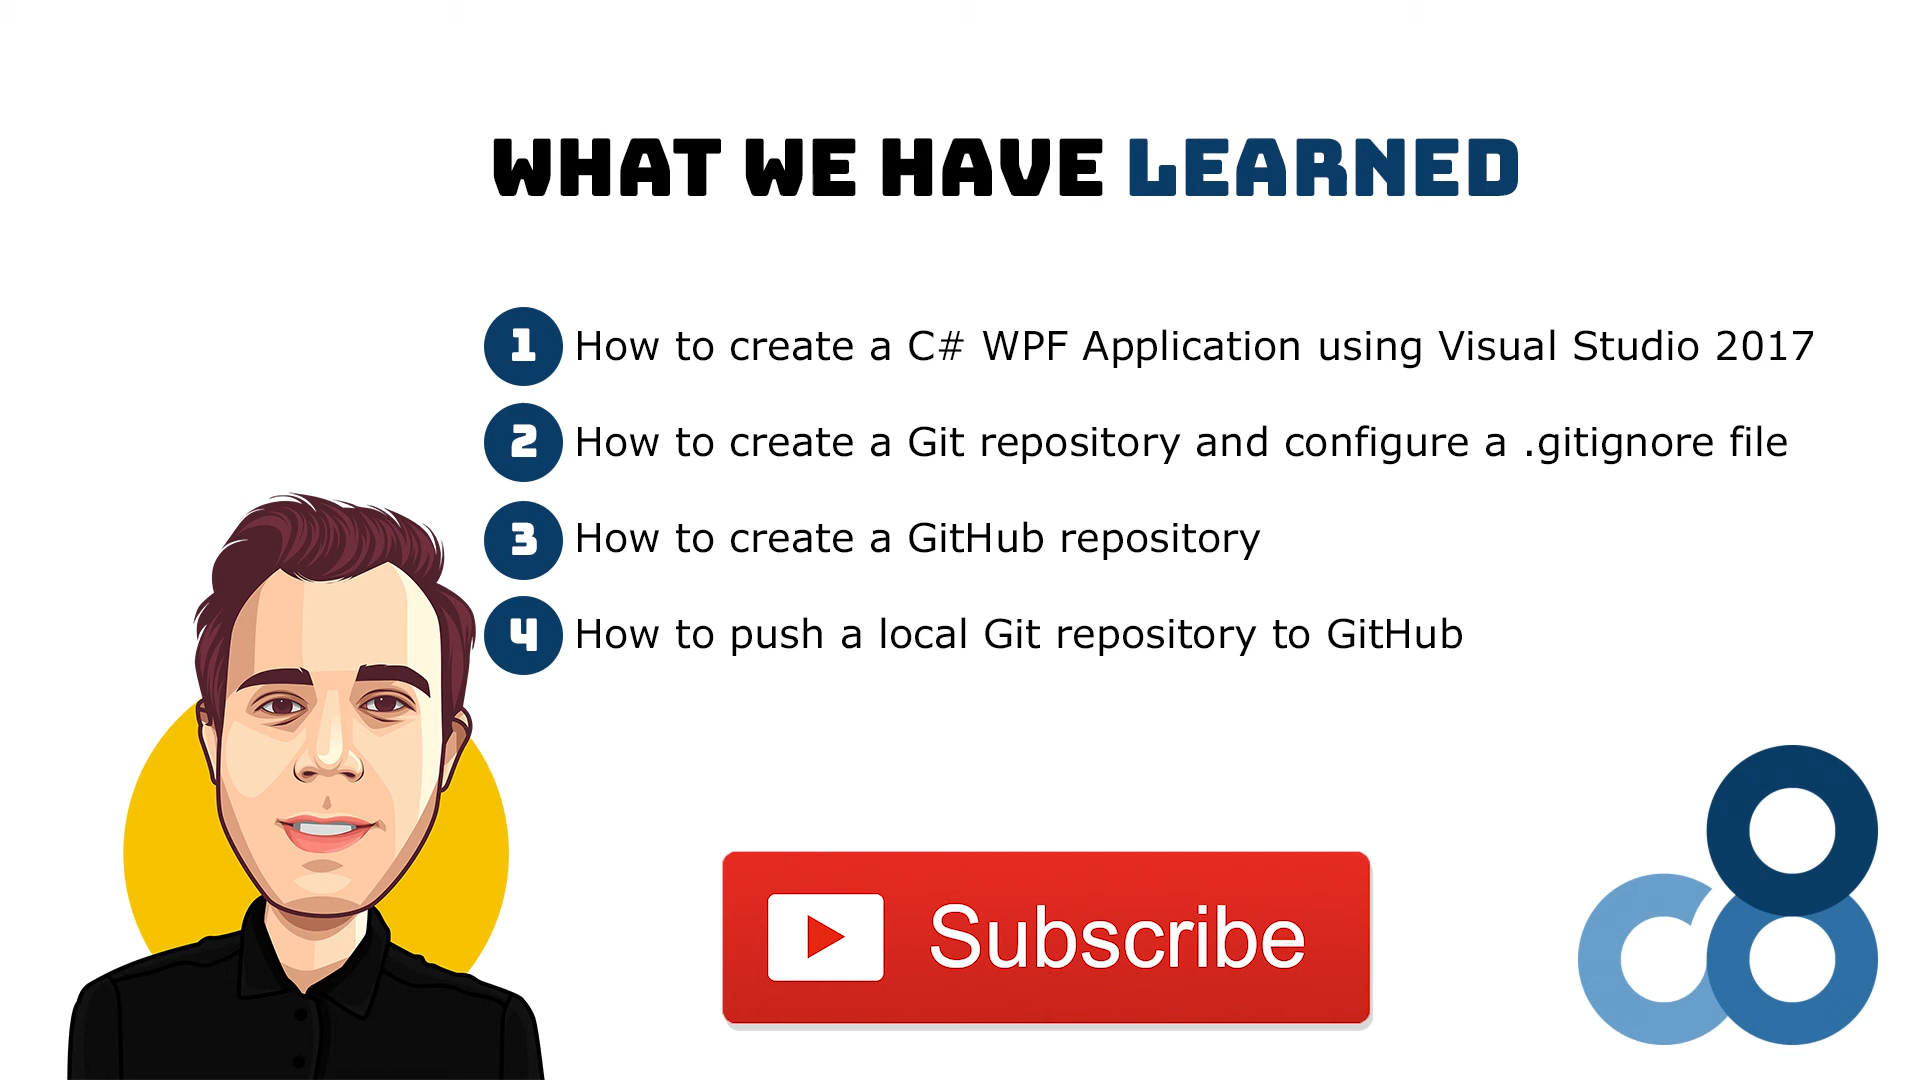 WHAT WE HAVE LEARNED
1 How to create a C# WPF Application using Visual Studio 2017
2 How to create a Git repository and configure a .gitignore file
3 How to create a GitHub repository
4 How to push a local Git repository to GitHub
Subscribe